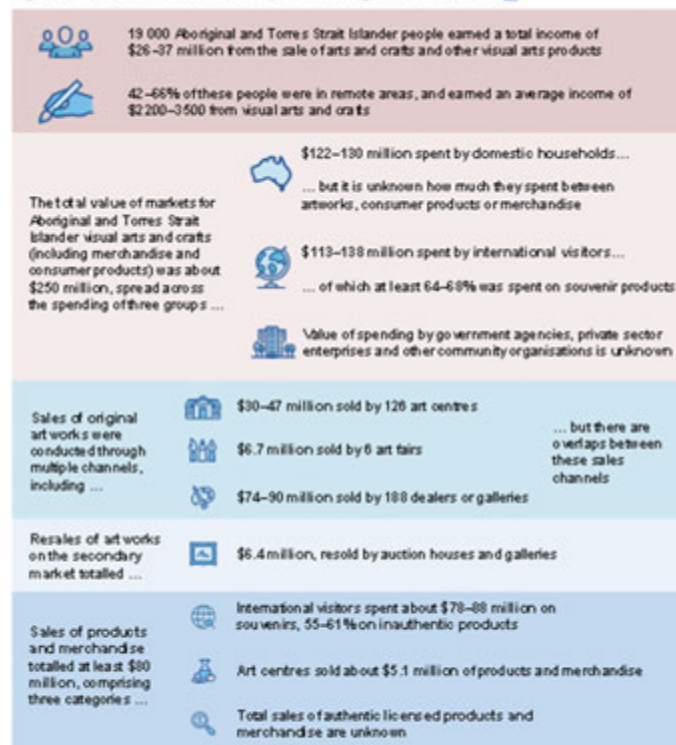 19 000 Aboriginal and Torres Strait Islander people earned a total income of
$26–37 million from the sale of arts and crafts and other visual arts products
42–66% of these people were in remote areas, and earned an average income of
$2200–3500 from visual arts and crafts
The total value of markets for
Aboriginal and Torres Strait
Islander visual arts and crafts
(including merchandise and
consumer products) was about
$250 million, spread across
the spending of three groups ...
$122–130 million spent by domestic households...
... but it is unknown how much they spent between
artworks, consumer products or merchandise
$113–138 million spent by international visitors...
... of which at least 64–68% was spent on souvenir products
Value of spending by government agencies, private sector
enterprises and other community organisations is unknown
Sales of original
art works were
conducted through
multiple channels,
including ...
$30–47 million sold by 126 art centres
$6.7 million sold by 6 art fairs
$74–90 million sold by 188 dealers or galleries
... but there are
overlaps between
these sales
channels
Resales of art works
on the secondary
market totalled ...
$6.4 million, resold by auction houses and galleries
Sales of products
and merchandise
totalled at least $80
million, comprising
three categories ...
International visitors spent about $78–88 million on
souvenirs, 55–61% on inauthentic products
Art centres sold about $5.1 million of products and merchandise
Total sales of authentic licensed products and
merchandise are unknown